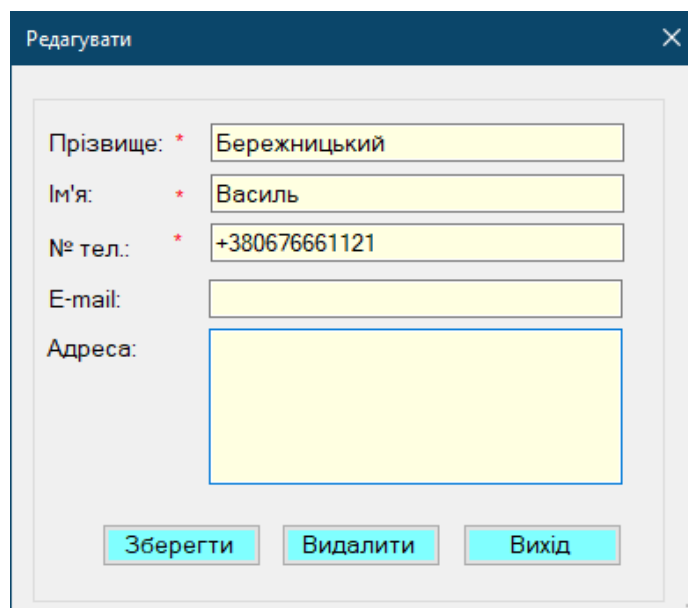 Редагувати
Прізвище: * Бережницький
Ім'я: * Василь
№ тел.: * +380676661121
E-mail:
Адреса:
Зберегти Видалити Вихід